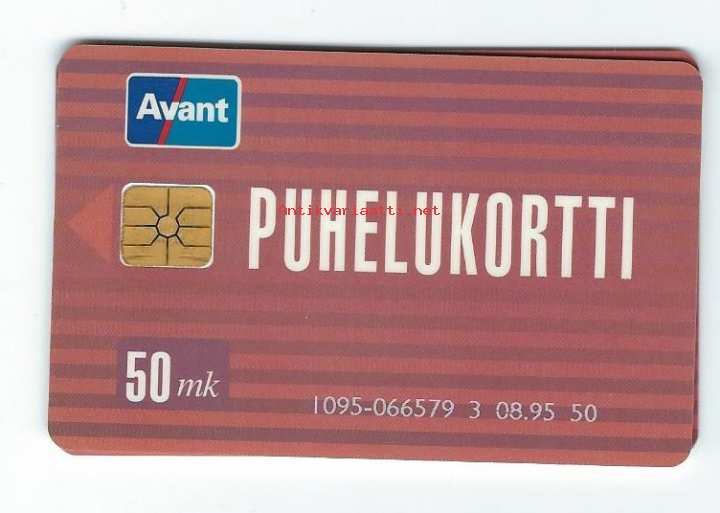 Avant
PUHELUKORTTI
Antikvariaatti.net
50 mk
1095-066579 3 08.95 50